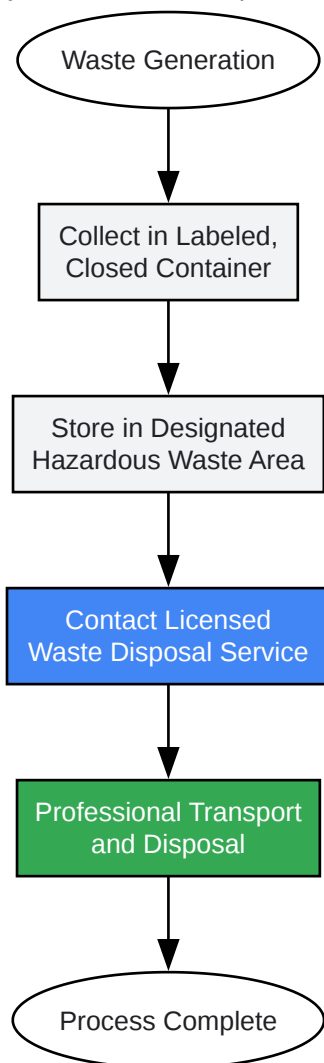 Waste Generation
Collect in Labeled,
Closed Container
Store in Designated
Hazardous Waste Area
Contact Licensed
Waste Disposal Service
Professional Transport
and Disposal
Process Complete